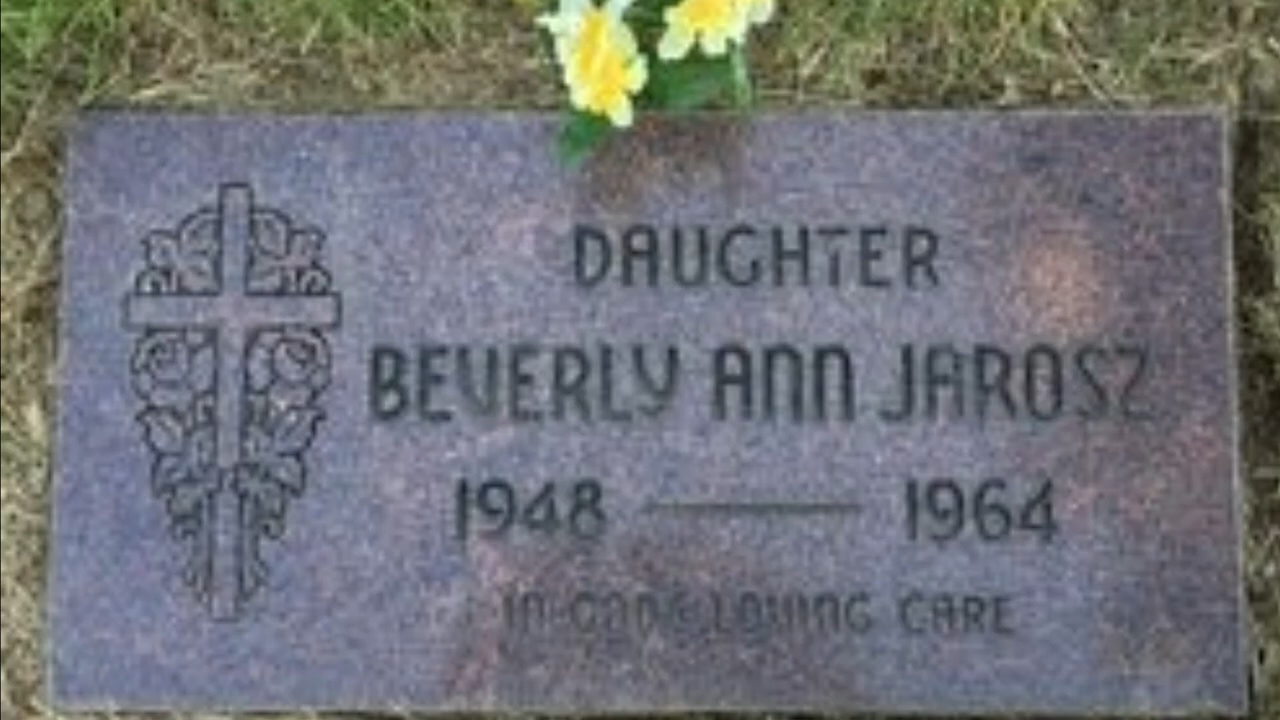 DAUGHTER
BEVERLY ANN JAROSZ
1948 — 1964
IN GOD'S LOVING CARE